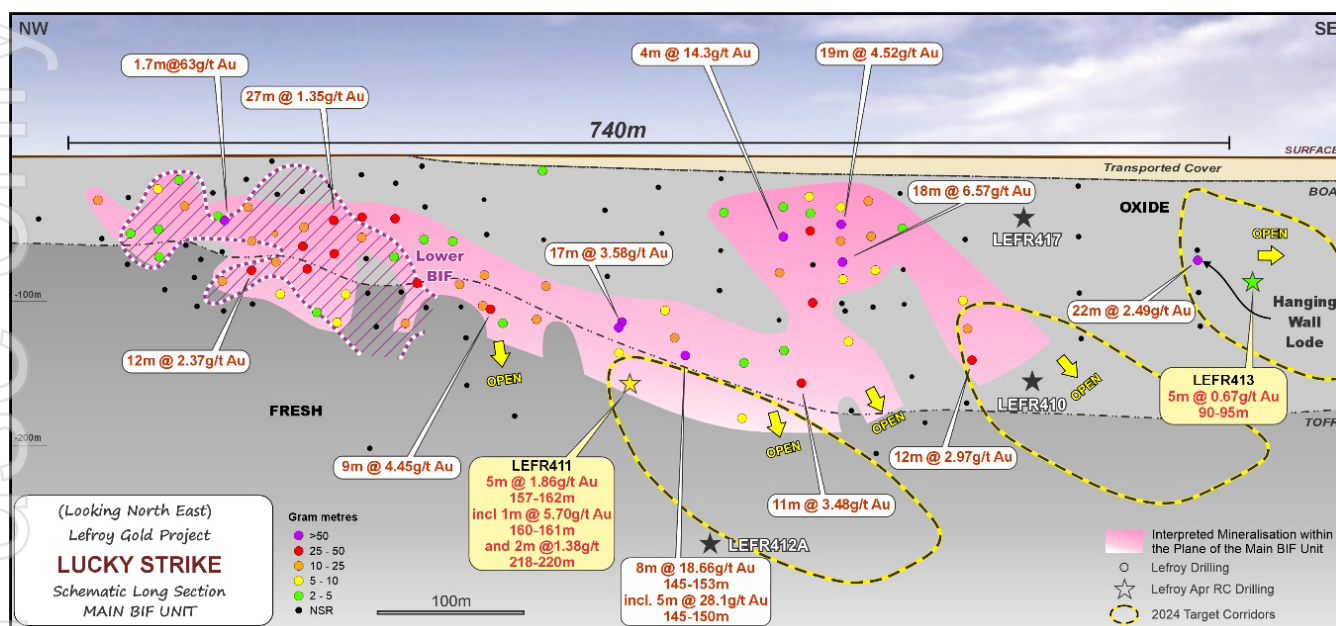 NW
SE
1.7m@63g/t Au
27m @ 1.35g/t Au
4m @ 14.3g/t Au
19m @ 4.52g/t Au
740m
SURFACE
Transported Cover
BOA
18m @ 6.57g/t Au
OXIDE
LEFR417
OPEN
Lower
BIF
17m @ 3.58g/t Au
-100m
22m @ 2.49g/t Au
Hanging
Wall
Lode
12m @ 2.37g/t Au
OPEN
OPEN
LEFR413
5m @ 0.67g/t Au
90-95m
LEFR410
FRESH
OPEN
OPEN
TOFR
-200m
9m @ 4.45g/t Au
12m @ 2.97g/t Au
LEFR411
5m @ 1.86g/t Au
157-162m
incl 1m @ 5.70g/t Au
160-161m
and 2m @1.38g/t
218-220m
11m @ 3.48g/t Au
LEFR412A
8m @ 18.66g/t Au
145-153m
incl. 5m @ 28.1g/t Au
145-150m
(Looking North East)
Lefroy Gold Project
LUCKY STRIKE
Schematic Long Section
MAIN BIF UNIT
Gram metres
>50
25 - 50
10 - 25
5 - 10
2 - 5
NSR
100m
Interpreted Mineralisation within
the Plane of the Main BIF Unit
Lefroy Drilling
Lefroy Apr RC Drilling
2024 Target Corridors